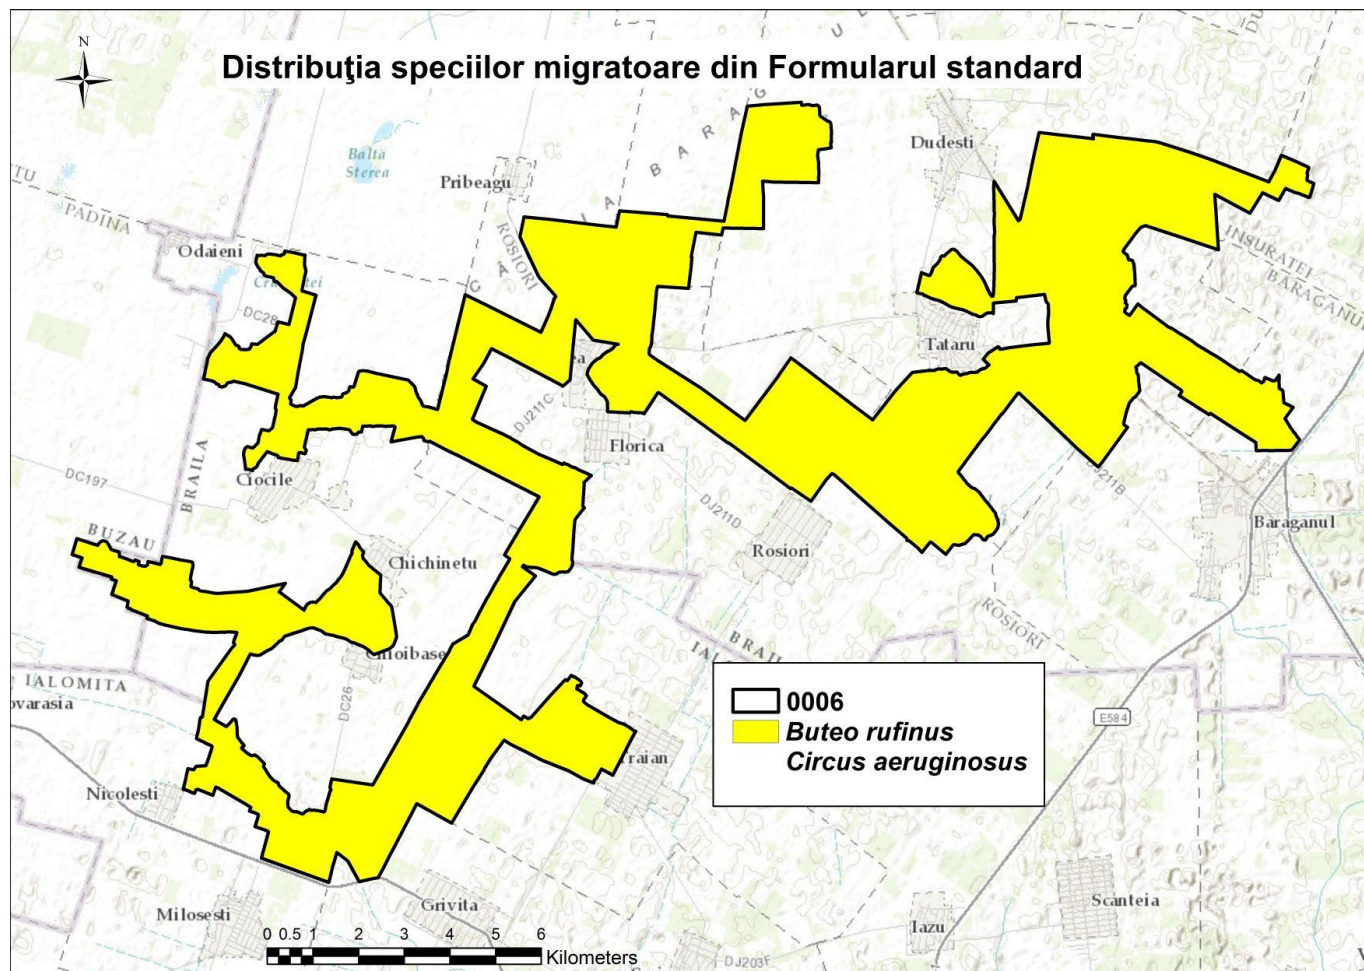 N
Distribuţia speciilor migratoare din Formularul standard
Dudesti
Balta
Sterea
Pribeagu
PADINA
ROSIORI
Odaieni
INSURATEI
BARAGANU
DC28
Tataru
DJ211C
Florica
BRAILA
Ciocile
DC197
DJ211B
DJ211D
Baraganul
BUZAU
Rosiori
Chichinetu
ROSIORI
IALOMITA
DC26
0006
E584
Buteo rufinus
Circus aeruginosus
Nicolesti
Scanteia
Grivita
Milosesti
Iazu
0 0.5 1 2 3 4 5 6
Kilometers
DJ203F